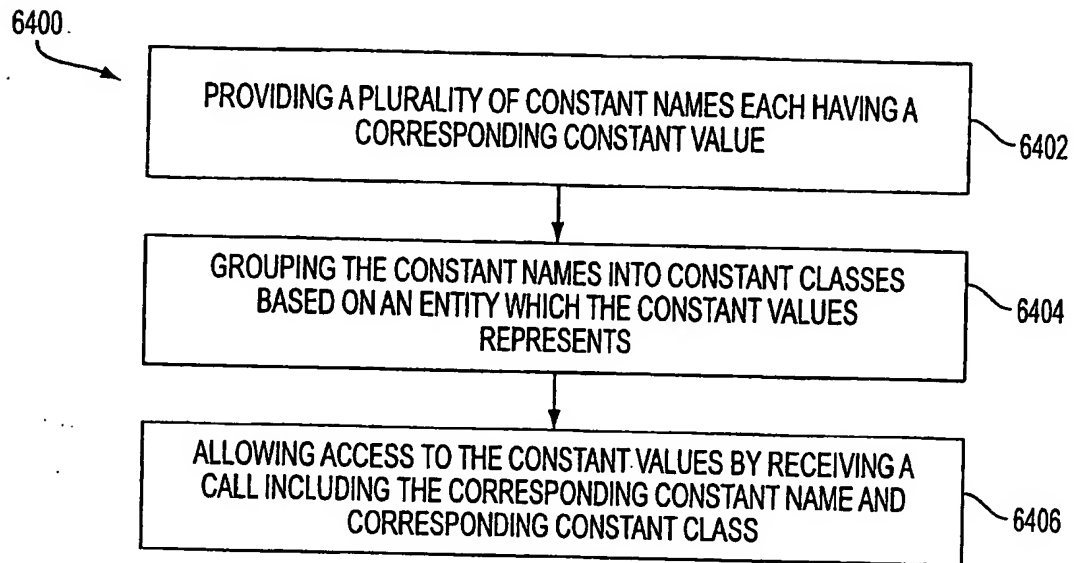 6400
PROVIDING A PLURALITY OF CONSTANT NAMES EACH HAVING A
CORRESPONDING CONSTANT VALUE
6402
GROUPING THE CONSTANT NAMES INTO CONSTANT CLASSES
BASED ON AN ENTITY WHICH THE CONSTANT VALUES
REPRESENTS
6404
ALLOWING ACCESS TO THE CONSTANT VALUES BY RECEIVING A
CALL INCLUDING THE CORRESPONDING CONSTANT NAME AND
CORRESPONDING CONSTANT CLASS
6406